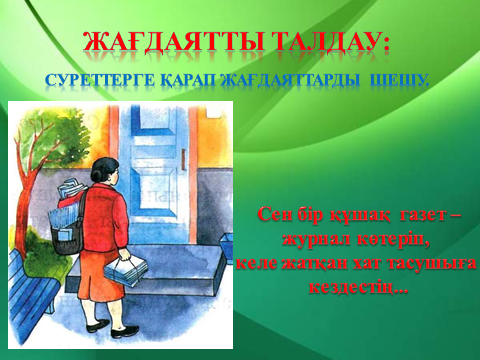 ЖАҒДАЯТТЫ ТАЛДАУ:
СУРЕТТЕРГЕ ҚАРАП ЖАҒДАЯТТАРДЫ ШЕШУ.
Сен бір құшақ газет –
журнал көтеріп,
келе жатқан хат тасушыға
кездестің...